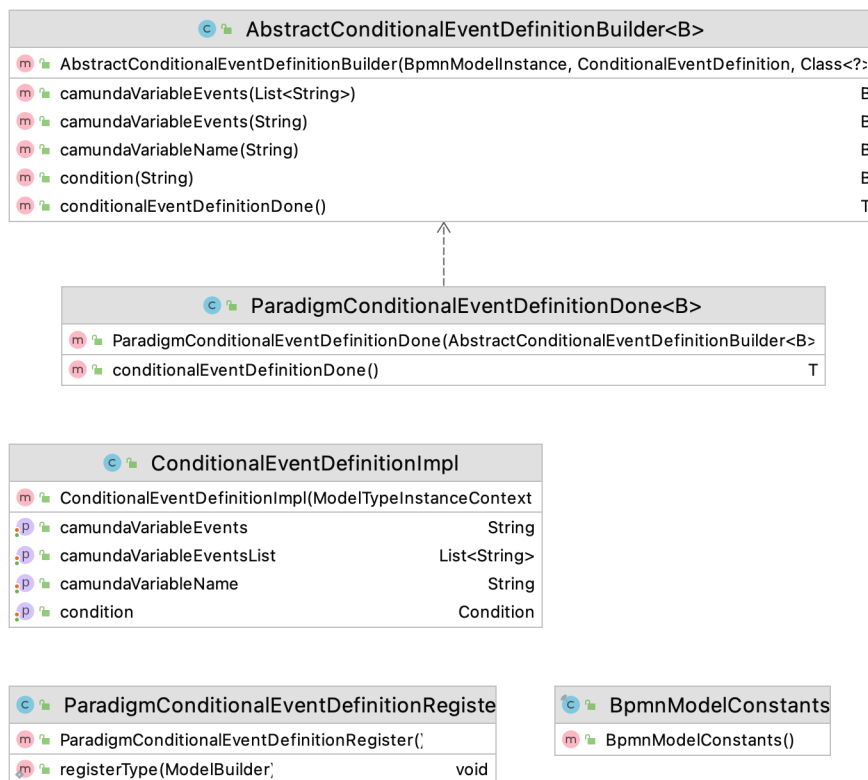 AbstractConditionalEventDefinitionBuilder<B>
AbstractConditionalEventDefinitionBuilder(BpmnModelInstance, ConditionalEventDefinition, Class<?>
camundaVariableEvents(List<String>) B
camundaVariableEvents(String) B
camundaVariableName(String) B
condition(String) B
conditionalEventDefinitionDone() T
ParadigmConditionalEventDefinitionDone<B>
ParadigmConditionalEventDefinitionDone(AbstractConditionalEventDefinitionBuilder<B>
conditionalEventDefinitionDone() T
ConditionalEventDefinitionImpl
ConditionalEventDefinitionImpl(ModelTypeInstanceContext
camundaVariableEvents String
camundaVariableEventsList List<String>
camundaVariableName String
condition Condition
ParadigmConditionalEventDefinitionRegiste
ParadigmConditionalEventDefinitionRegister()
registerType(ModelBuilder) void
BpmnModelConstants
BpmnModelConstants()